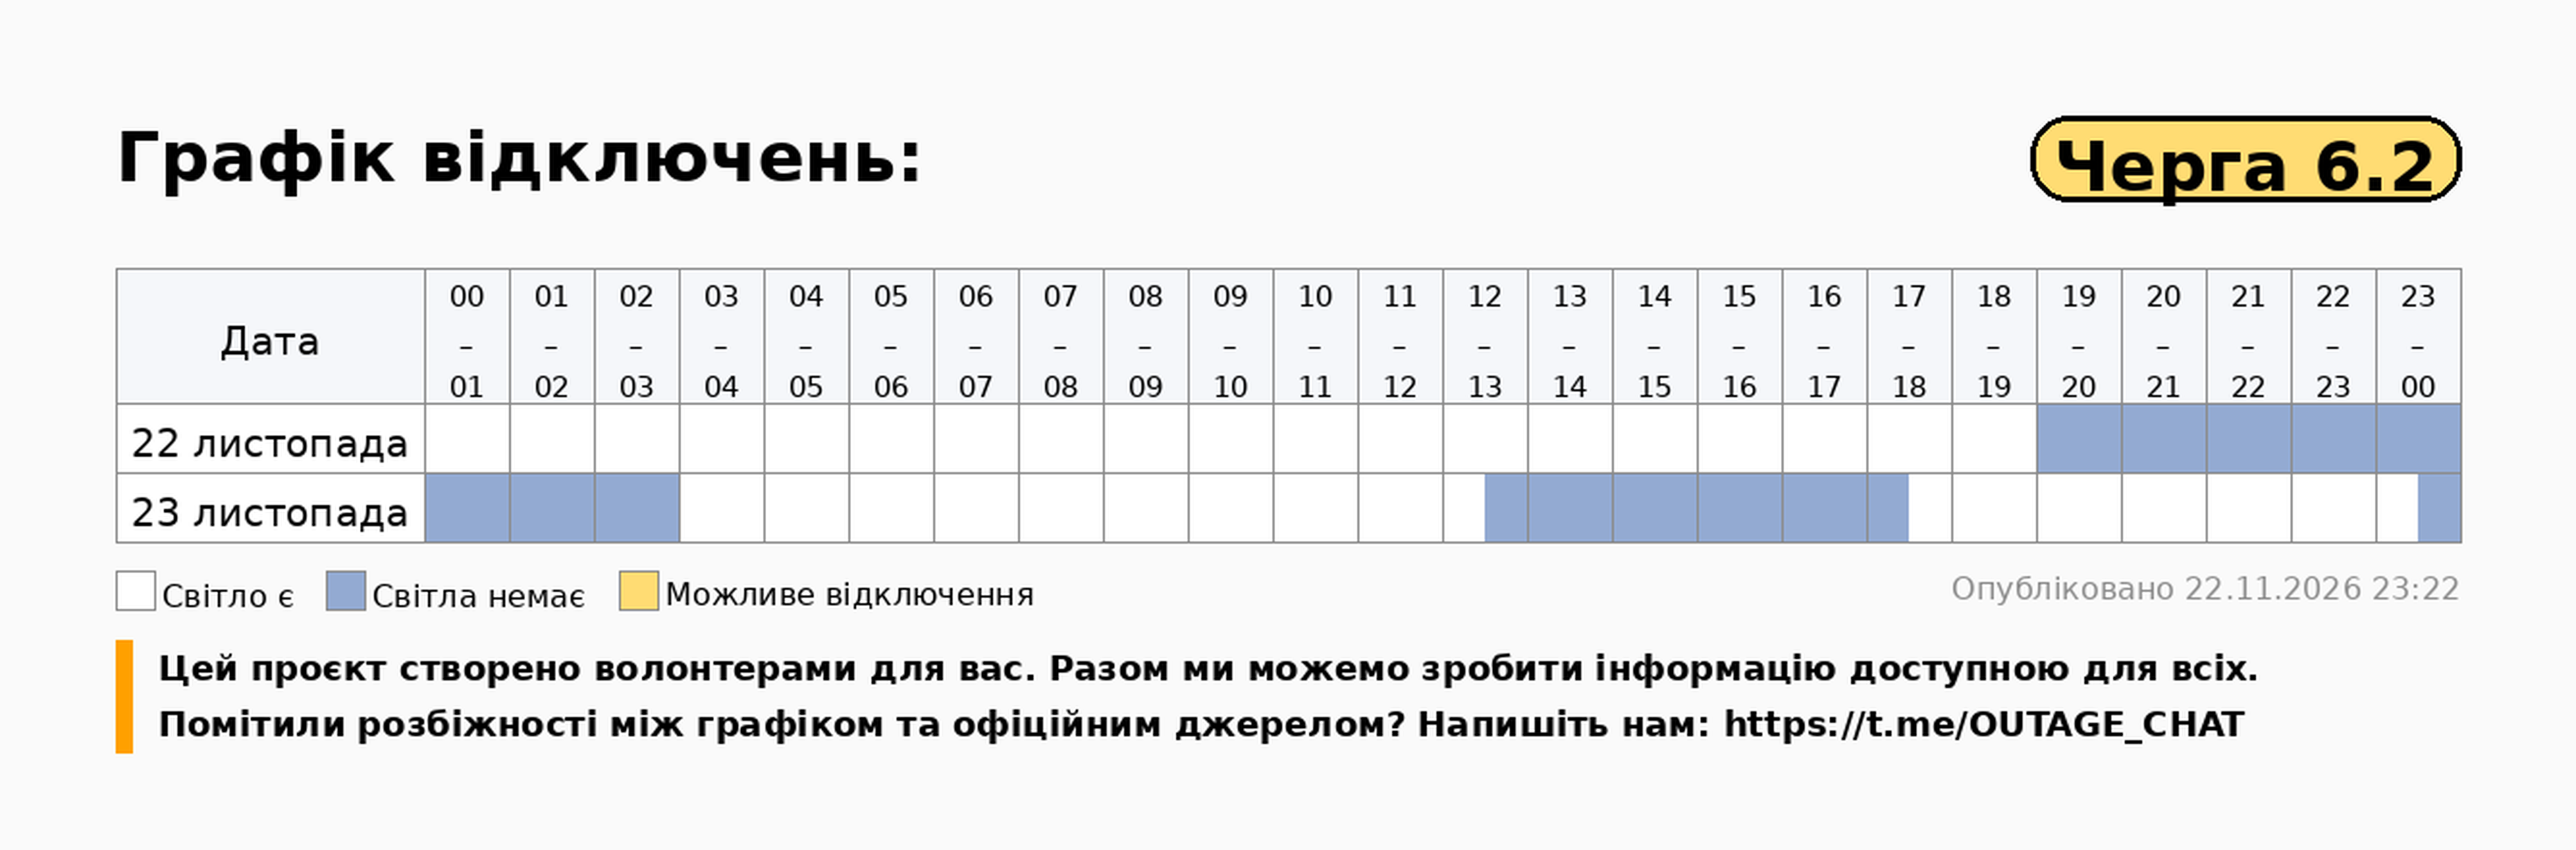 Графік відключень:
Черга 6.2
Дата 00 – 01 01 – 02 02 – 03 03 – 04 04 – 05 05 – 06 06 – 07 07 – 08 08 – 09 09 – 10 10 – 11 11 – 12 12 – 13 13 – 14 14 – 15 15 – 16 16 – 17 17 – 18 18 – 19 19 – 20 20 – 21 21 – 22 22 – 23 23 – 00
22 листопада
23 листопада
Світло є Світла немає Можливе відключення
Опубліковано 22.11.2026 23:22
Цей проєкт створено волонтерами для вас. Разом ми можемо зробити інформацію доступною для всіх.
Помітили розбіжності між графіком та офіційним джерелом? Напишіть нам: https://t.me/OUTAGE_CHAT